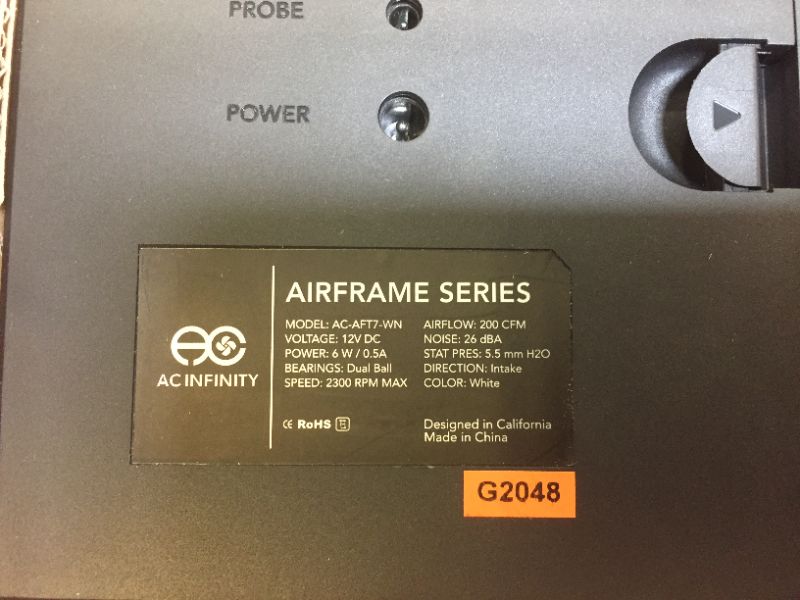 PROBE
POWER
AIRFRAME SERIES
MODEL: AC-AFT7-WN
VOLTAGE: 12V DC
POWER: 6 W / 0.5A
BEARINGS: Dual Ball
SPEED: 2300 RPM MAX
AIRFLOW: 200 CFM
NOISE: 26 dBA
STAT PRES: 5.5 mm H2O
DIRECTION: Intake
COLOR: White
AC INFINITY
CE RoHS
Designed in California
Made in China
G2048